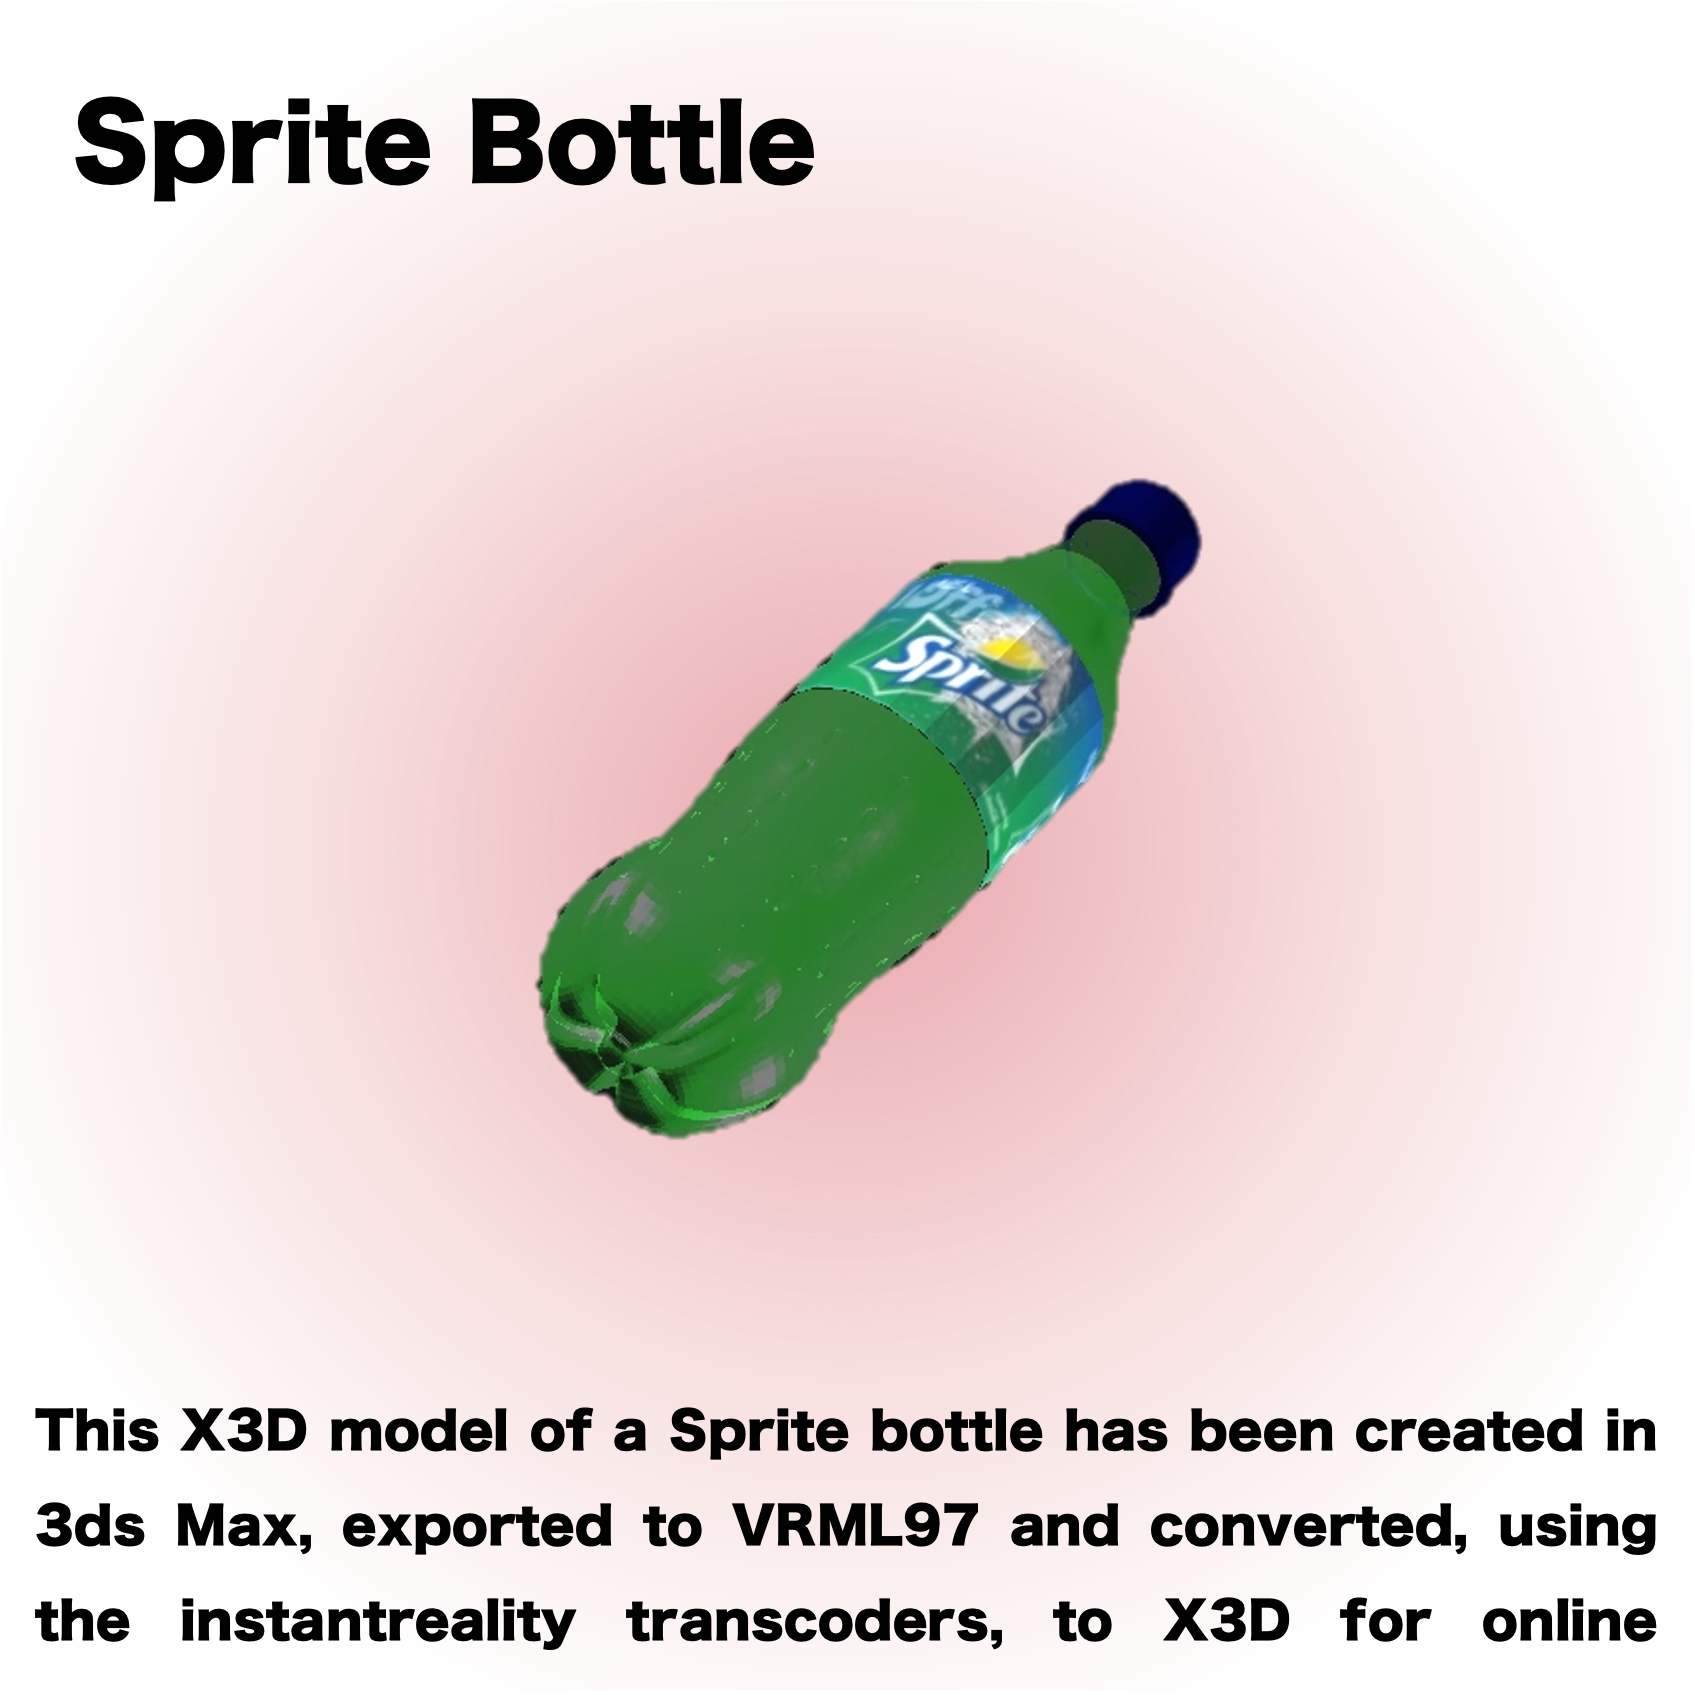 Sprite Bottle
Sprite
This X3D model of a Sprite bottle has been created in
3ds Max, exported to VRML97 and converted, using
the instantreality transcoders, to X3D for online